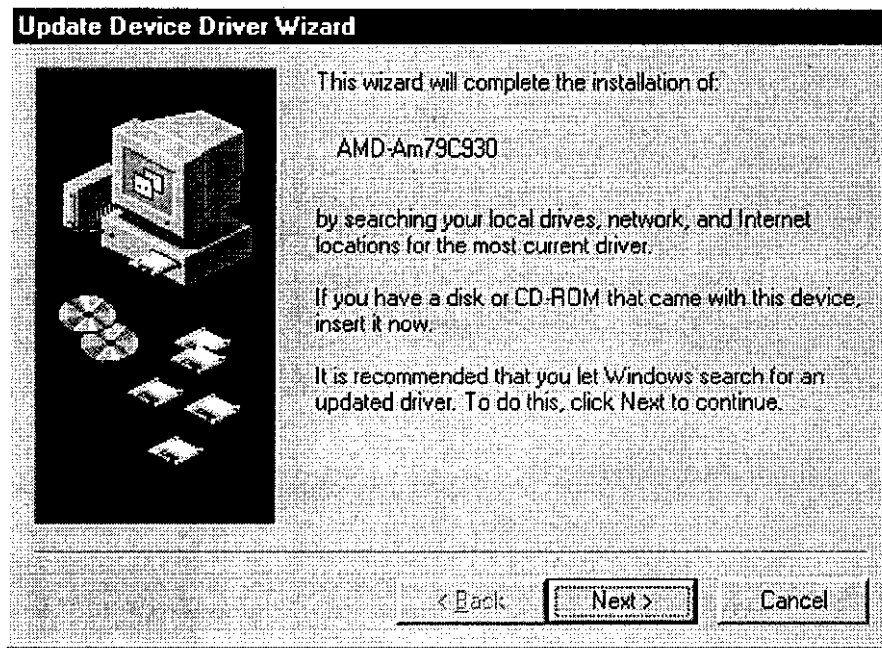 Update Device Driver Wizard
This wizard will complete the installation of:
AMD-Am79C930
by searching your local drives, network, and Internet
locations for the most current driver.
If you have a disk or CD-ROM that came with this device,
insert it now.
It is recommended that you let Windows search for an
updated driver. To do this, click Next to continue.
< Back
Next >
Cancel